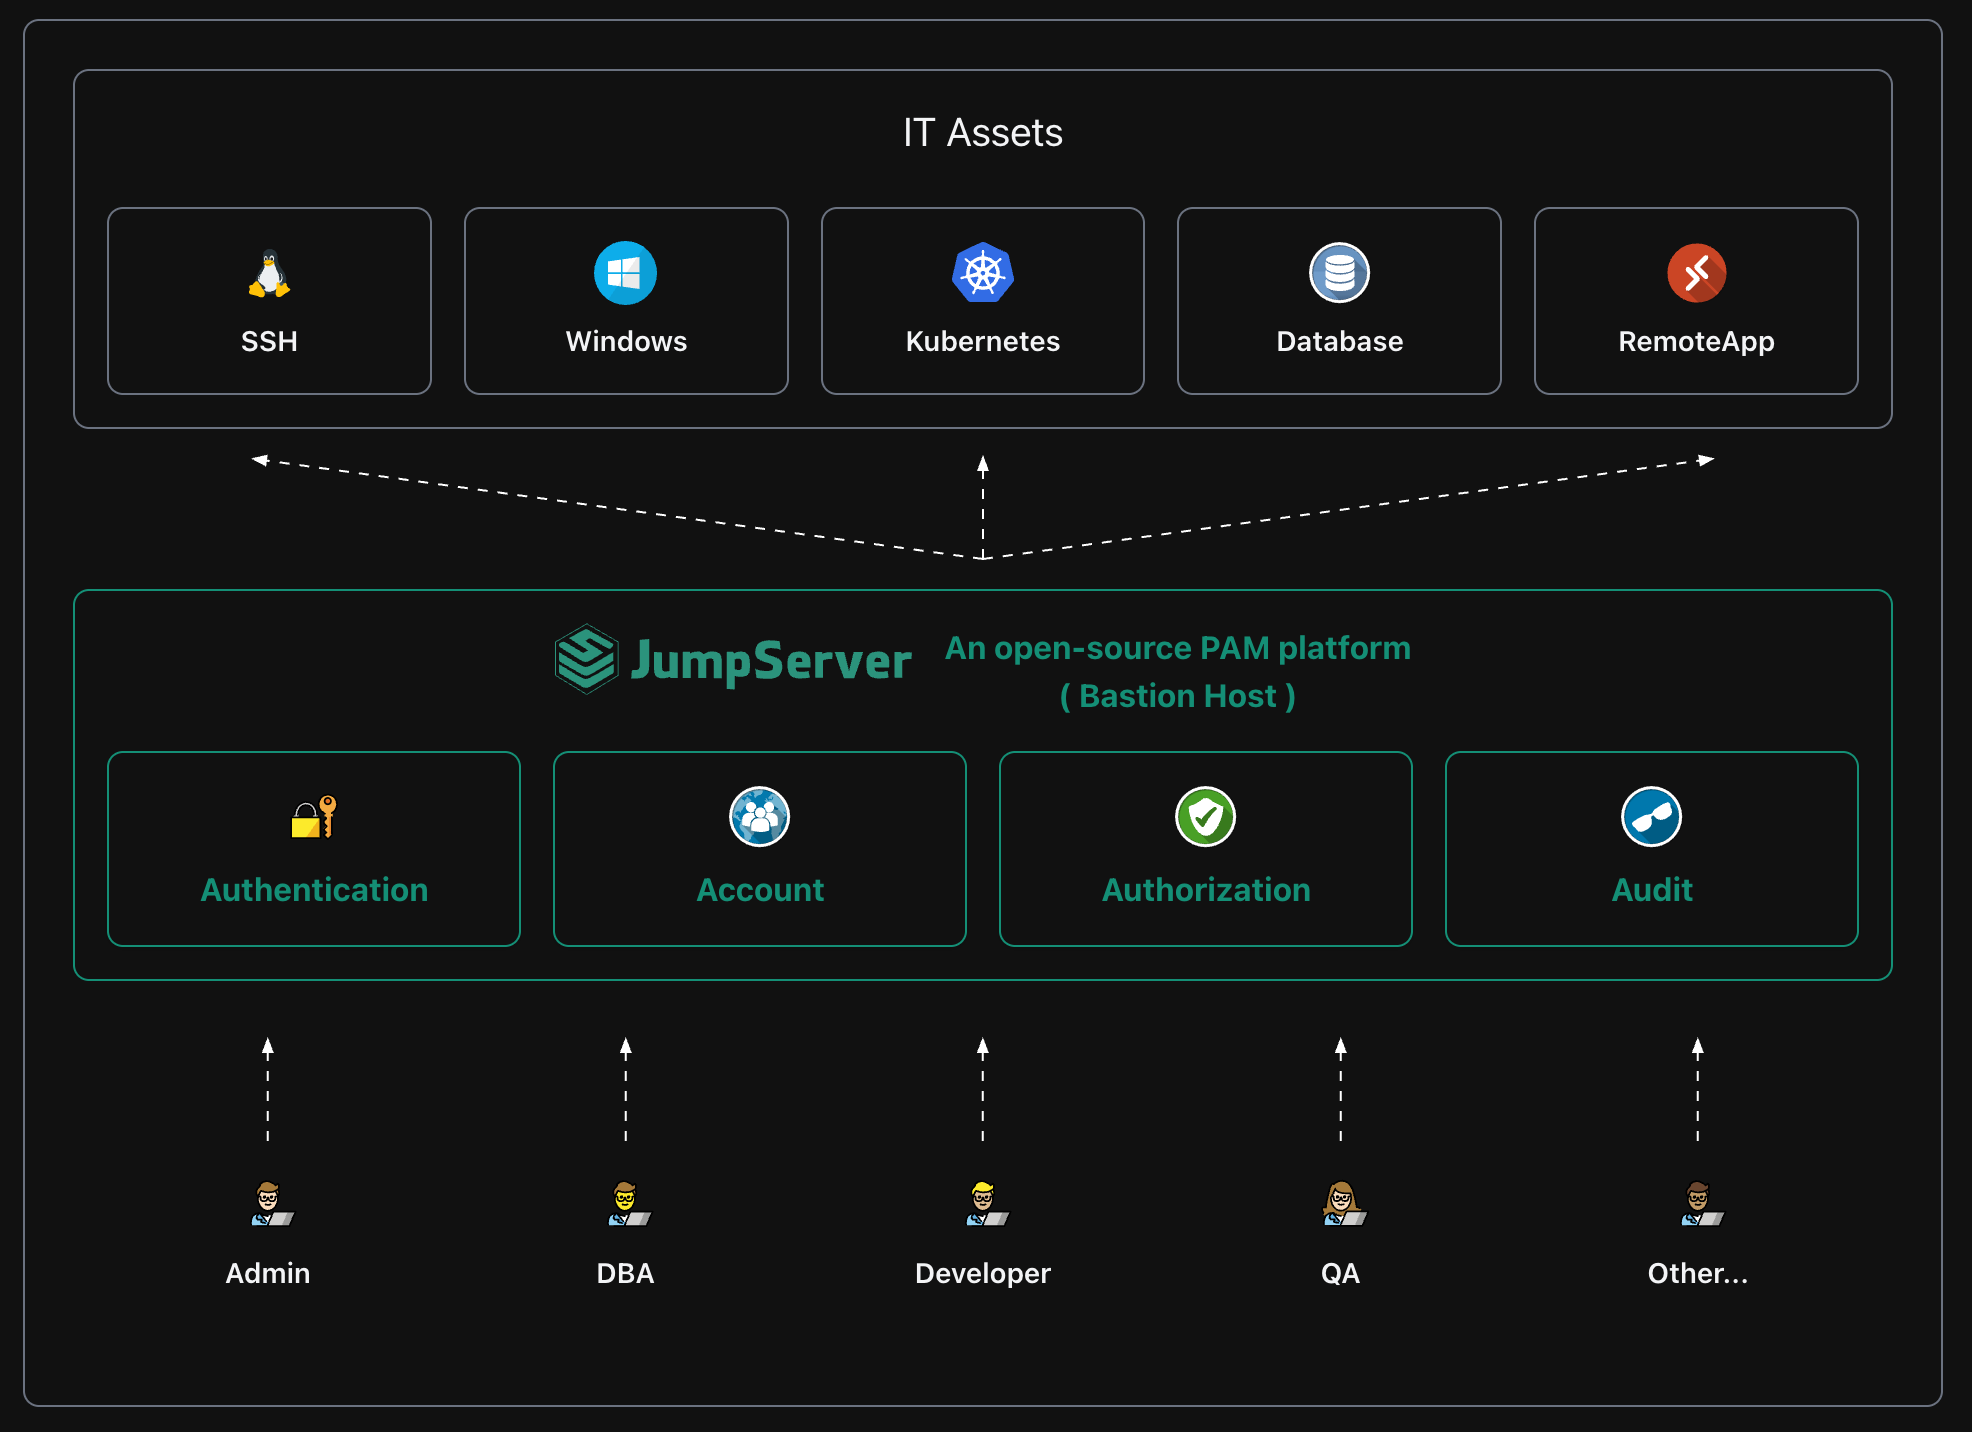 IT Assets
SSH
Windows
Kubernetes
Database
RemoteApp
JumpServer
An open-source PAM platform
( Bastion Host )
Authentication
Account
Authorization
Audit
Admin
DBA
Developer
QA
Other...